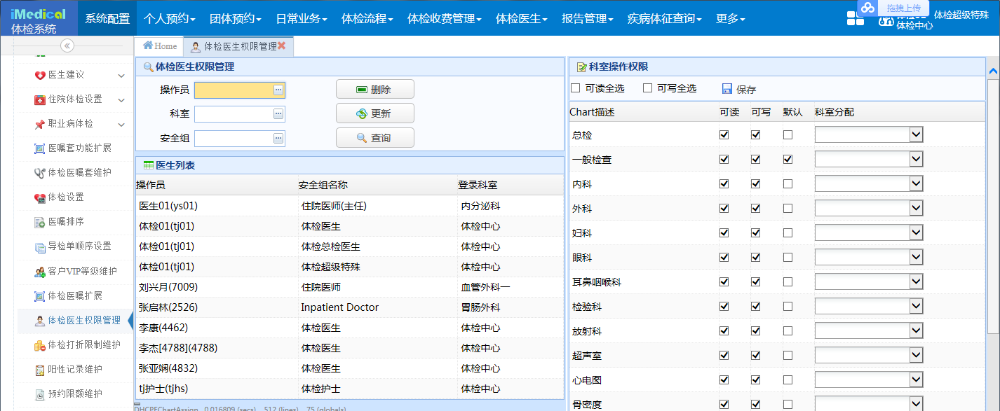 iMedical
体检系统
系统配置 个人预约 团体预约 日常业务 体检流程 体检收费管理 体检医生 报告管理 疾病体征查询 更多
拖拽上传
体检超级特殊
体检中心
Home 体检医生权限管理
医生建议
住院体检设置
职业病体检
医嘱套功能扩展
体检医嘱套维护
体检设置
医嘱排序
导检单顺序设置
客户VIP等级维护
体检医嘱扩展
体检医生权限管理
体检打折限制维护
阳性记录维护
预约限额维护
体检医生权限管理
操作员 删除
科室 更新
安全组 查询
医生列表
操作员 安全组名称 登录科室
医生01(ys01) 住院医师(主任) 内分泌科
体检01(tj01) 体检医生 体检中心
体检01(tj01) 体检总检医生 体检中心
体检01(tj01) 体检超级特殊 体检中心
刘兴月(7009) 住院医师 血管外科一
张启林(2526) Inpatient Doctor 胃肠外科
李康(4462) 体检医生 体检中心
李杰[4788](4788) 体检医生 体检中心
张亚娴(4832) 体检医生 体检中心
tj护士(tjhs) 体检护士 体检中心
DHCPEChartAssign 0.016809 (secs) 512 (lines) 75 (globals)
科室操作权限
可读全选 可写全选 保存
Chart描述 可读 可写 默认 科室分配
总检
一般检查
内科
外科
妇科
眼科
耳鼻咽喉科
检验科
放射科
超声室
心电图
骨密度